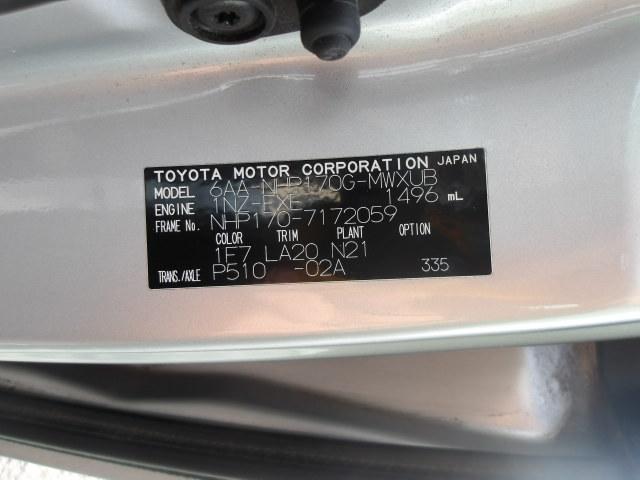 TOYOTA MOTOR CORPORATION JAPAN
MODEL 6AA-NHP170G-MWXUB
ENGINE 1NZ-FXE 1496 mL
FRAME No. NHP170-7172059
COLOR TRIM PLANT OPTION
1F7 LA20 N21
TRANS./AXLE P510 -02A 335